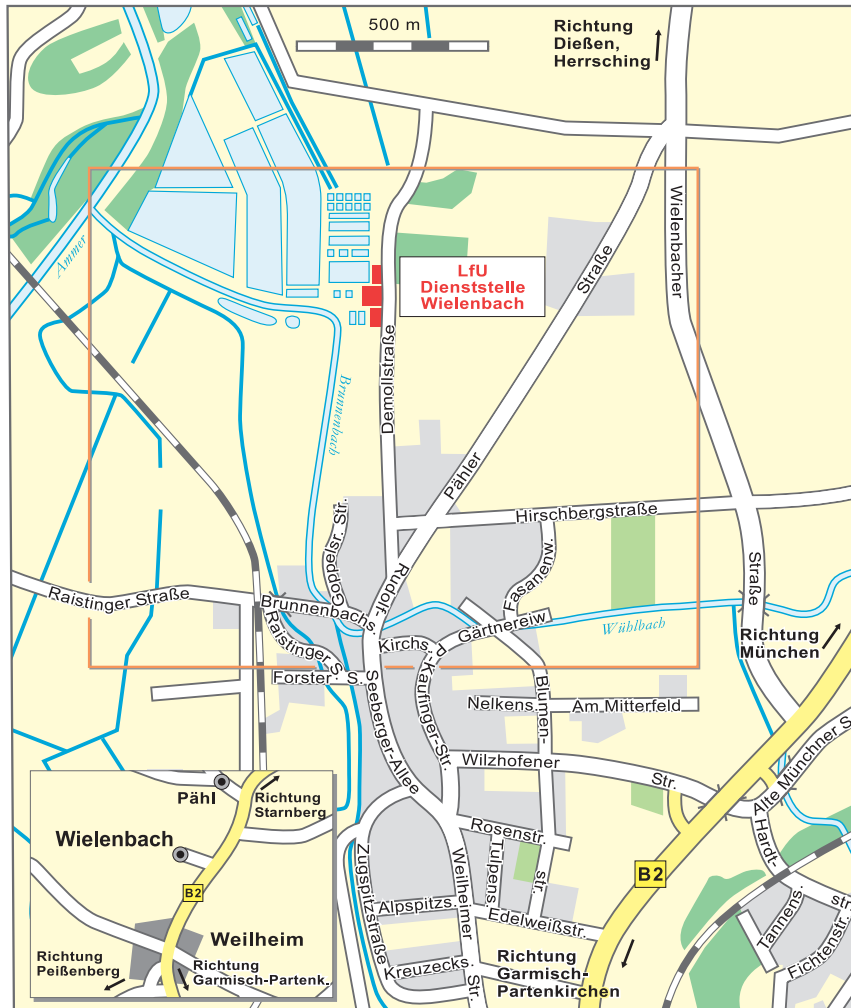 500 m
Richtung
Dießen,
Herrsching
Ammer
Wielenbacher
Straße
LfU
Dienststelle
Wielenbach
Straße
Demollstraße
Brunnenbach
Pähler
Hirschbergstraße
Goddelsr. Str.
Rudolf-
Fasanenw.
Raistinger Straße
Brunnenbachs.
Gärtnereiw.
Wühlbach
Richtung
München
Raistinger S.
Kirchs.
P.-Kaufinger-Str.
Forster S.
Seeberger-Allee
Blumen-
str.
Nelkens.
Am Mitterfeld
Wilzhofener
Str.
Alte Münchner S
Hardt-
str.
Rosenstr.
Zugspitzstraße
Weilheimer
Str.
Tulpens.
B2
Alpspitzs.
Edelweißstr.
Tannens.
Fichtenstr.
Kreuzecks.
Richtung
Garmisch-
Partenkirchen
Pähl
Richtung
Starnberg
Wielenbach
B2
Weilheim
Richtung
Peißenberg
Richtung
Garmisch-Partenk.